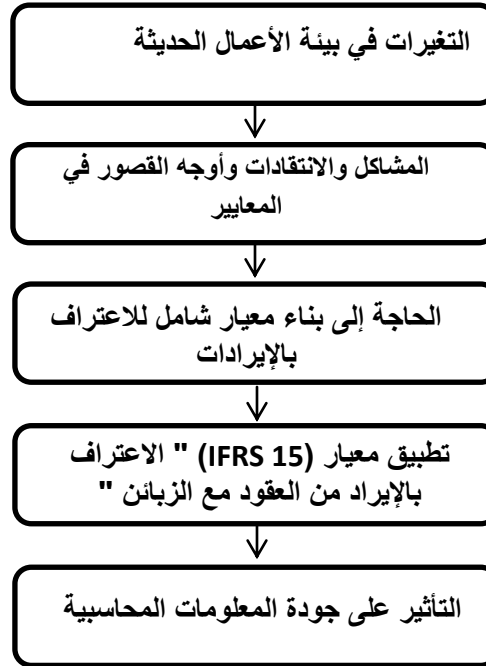 التغيرات في بيئة الأعمال الحديثة
المشاكل والانتقادات وأوجه القصور في
المعايير
الحاجة إلى بناء معيار شامل للاعتراف
بالإيرادات
تطبيق معيار (IFRS 15) " الاعتراف
بالإيراد من العقود مع الزبائن "
التأثير على جودة المعلومات المحاسبية